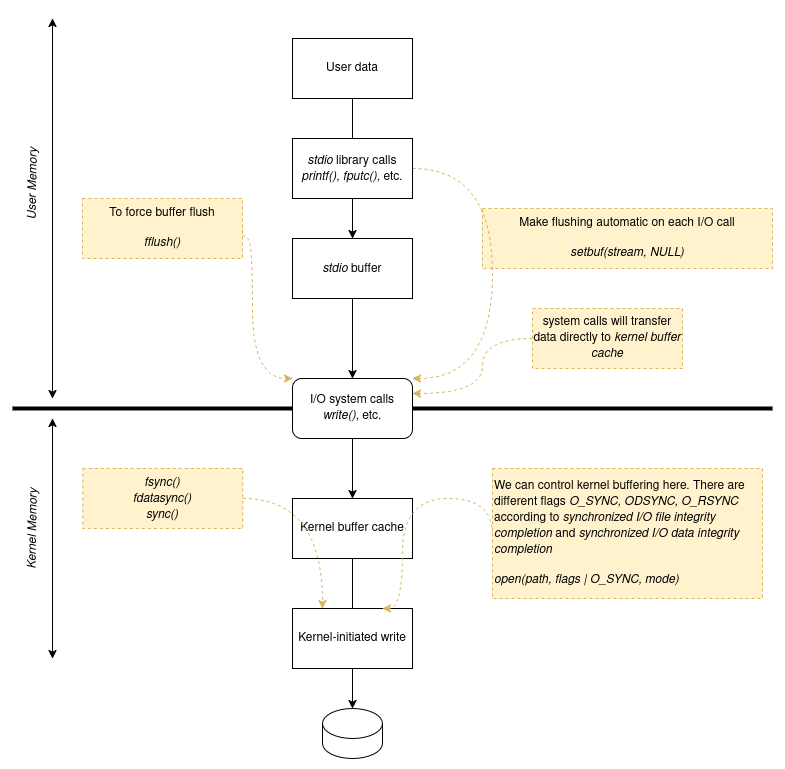 User data
User Memory
stdio library calls
printf(), fputc(), etc.
To force buffer flush
fflush()
Make flushing automatic on each I/O call
setbuf(stream, NULL)
stdio buffer
system calls will transfer
data directly to kernel buffer
cache
I/O system calls
write(), etc.
Kernel Memory
fsync()
fdatasync()
sync()
Kernel buffer cache
We can control kernel buffering here. There are
different flags O_SYNC, ODSYNC, O_RSYNC
according to synchronized I/O file integrity
completion and synchronized I/O data integrity
completion
open(path, flags | O_SYNC, mode)
Kernel-initiated write